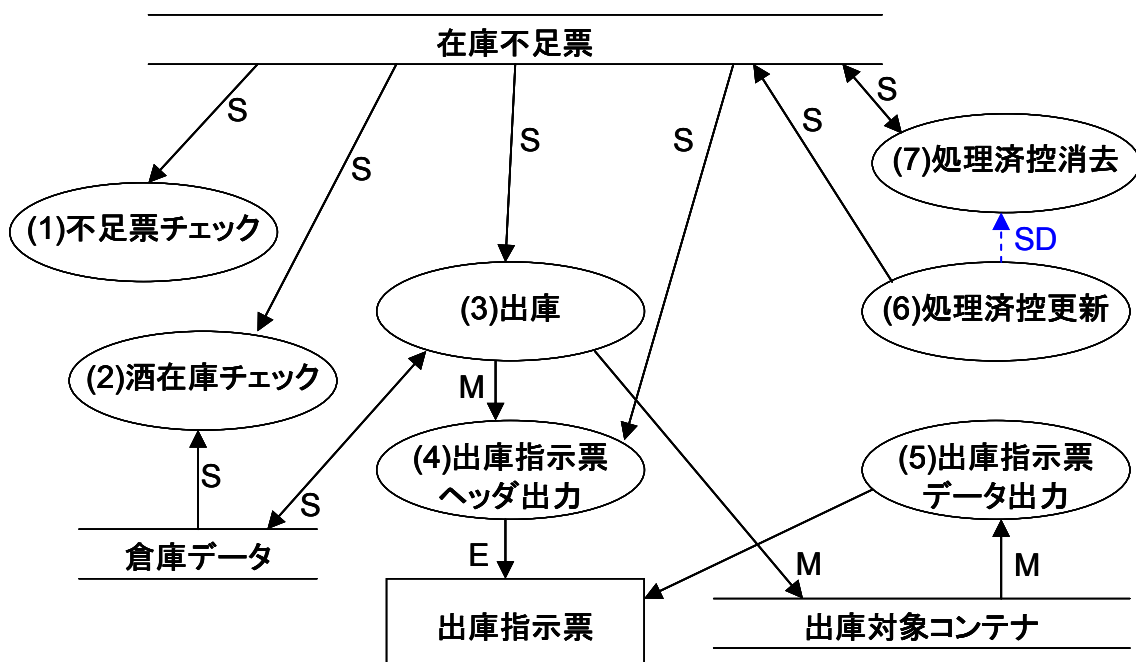 在庫不足票
S
S
S
S
S
S
(7)処理済控消去
(1)不足票チェック
SD
(3)出庫
(6)処理済控更新
(2)酒在庫チェック
M
(4)出庫指示票
ヘッダ出力
(5)出庫指示票
データ出力
S
S
倉庫データ
E
M
M
出庫指示票
出庫対象コンテナ